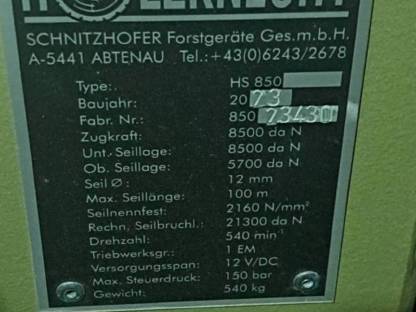 HOLZKNECHT
SCHNITZHOFER Forstgeräte Ges.m.b.H.
A-5441 ABTENAU Tel.:+43(0)6243/2678
Type: HS 850
Baujahr: 20 23
Fabr. Nr.: 850 23430
Zugkraft: 8500 da N
Unt. Seillage: 8500 da N
Ob. Seillage: 5700 da N
Seil Ø: 12 mm
Max. Seillänge: 100 m
Seilnennfest: 2160 N/mm²
Rechn. Seilbruchl.: 21300 da N
Drehzahl: 540 min⁻¹
Triebwerksgr.: 1 EM
Versorgungsspan: 12 V/DC
Max. Steuerdruck: 150 bar
Gewicht: 540 kg